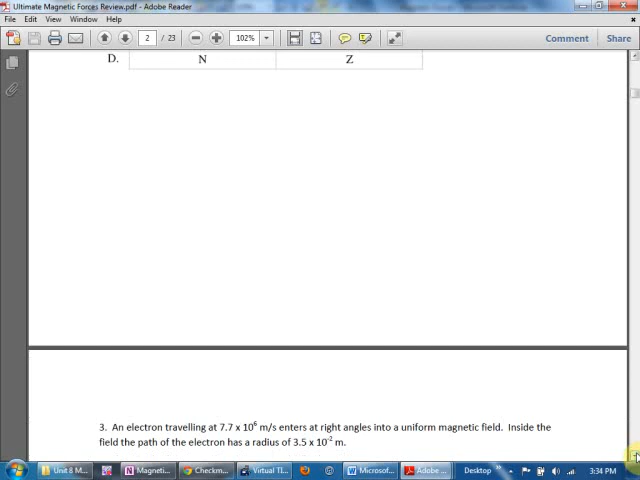 Ultimate Magnetic Forces Review.pdf - Adobe Reader
File Edit View Window Help
2 / 23 102% Comment Share
D. N Z
3. An electron travelling at 7.7 x 10⁶ m/s enters at right angles into a uniform magnetic field. Inside the
field the path of the electron has a radius of 3.5 x 10⁻² m.
Unit 8 M... Magneti... Checkm... Virtual TI... Microsof... Adobe ... Desktop » 3:34 PM